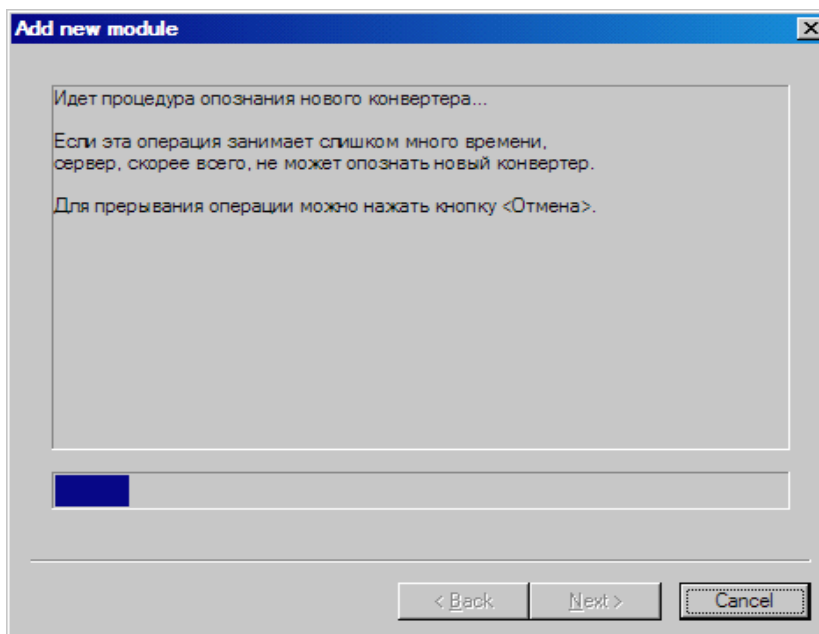 Add new module
Идет процедура опознания нового конвертера...
Если эта операция занимает слишком много времени,
сервер, скорее всего, не может опознать новый конвертер.
Для прерывания операции можно нажать кнопку <Отмена>.
< Back
Next >
Cancel